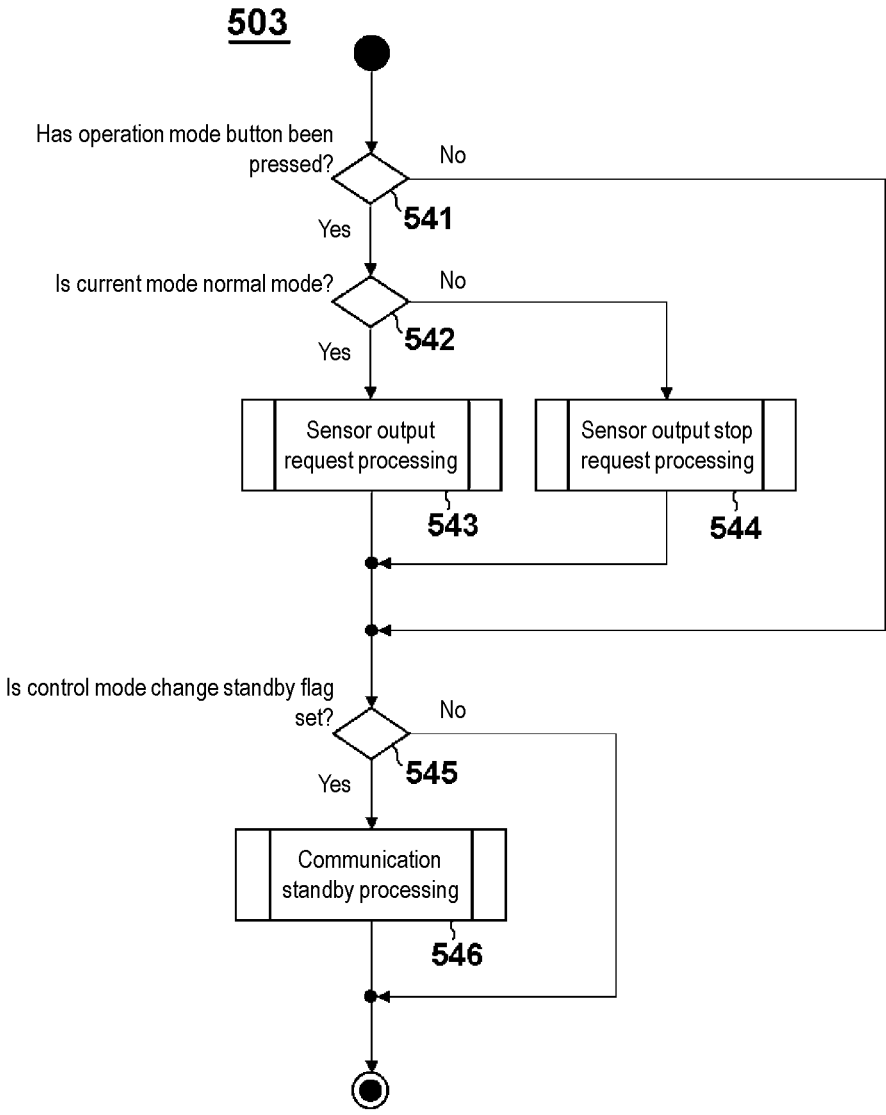 503
Has operation mode button been
pressed?
No
541
Yes
Is current mode normal mode?
No
542
Yes
Sensor output
request processing
543
Sensor output stop
request processing
544
Is control mode change standby flag
set?
No
545
Yes
Communication
standby processing
546